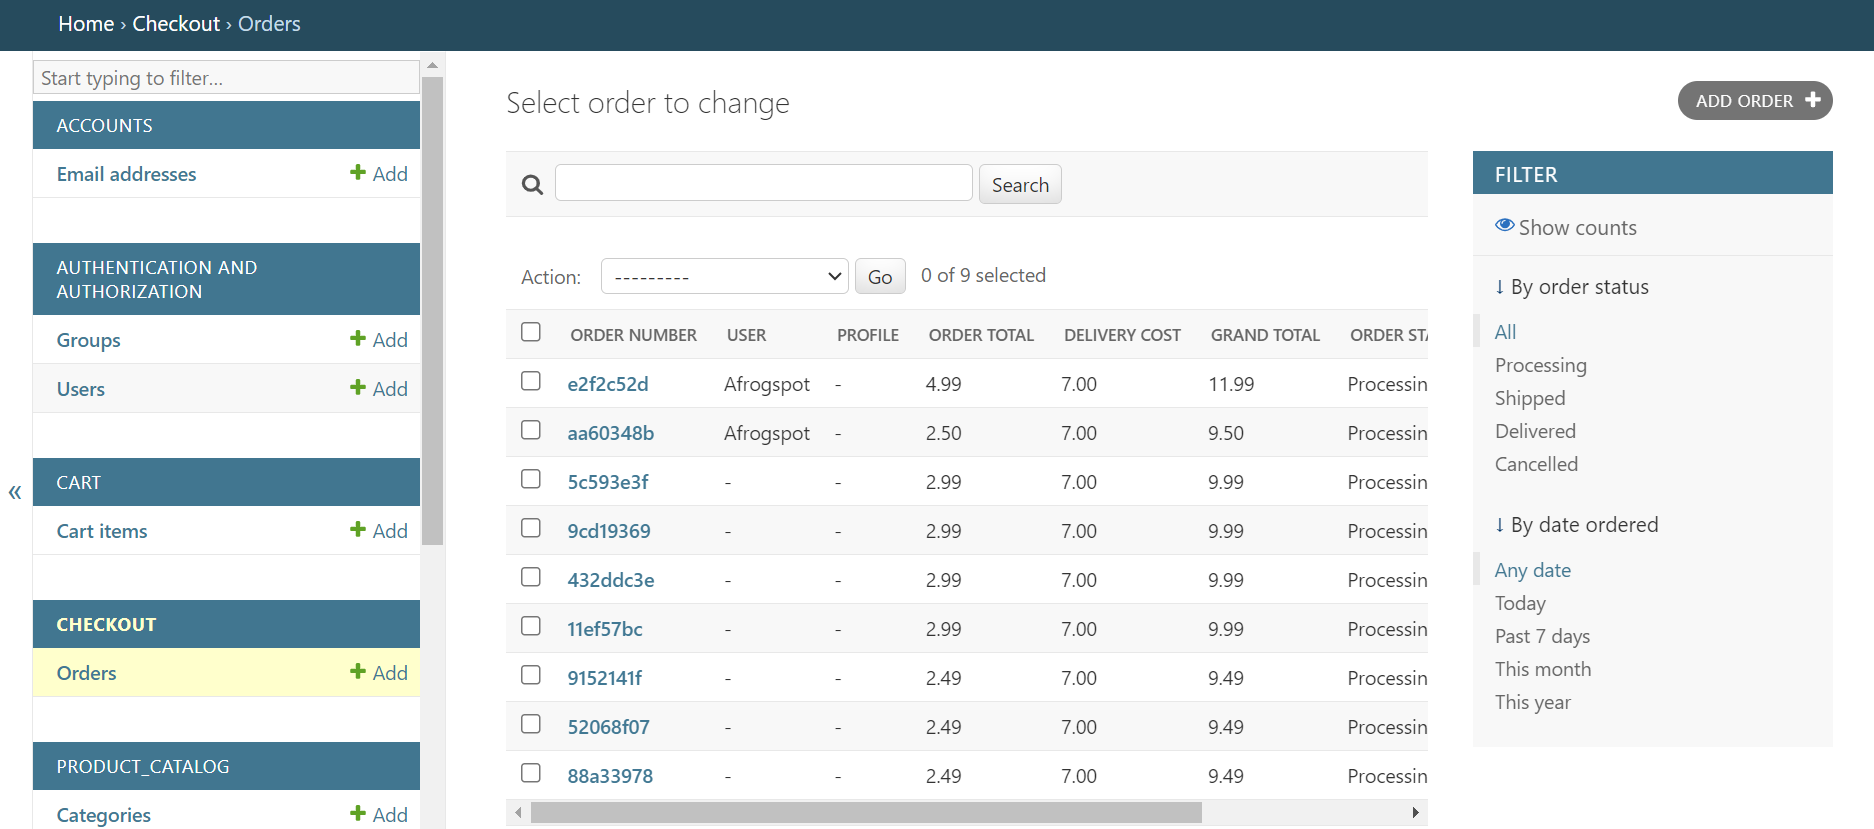 Home › Checkout › Orders
Start typing to filter...
ACCOUNTS
Email addresses Add
AUTHENTICATION AND
AUTHORIZATION
Groups Add
Users Add
CART
Cart items Add
CHECKOUT
Orders Add
PRODUCT_CATALOG
Categories Add
«
Select order to change
ADD ORDER
Search
Action: --------- Go 0 of 9 selected
ORDER NUMBER USER PROFILE ORDER TOTAL DELIVERY COST GRAND TOTAL ORDER STA
e2f2c52d Afrogspot - 4.99 7.00 11.99 Processin
aa60348b Afrogspot - 2.50 7.00 9.50 Processin
5c593e3f - - 2.99 7.00 9.99 Processin
9cd19369 - - 2.99 7.00 9.99 Processin
432ddc3e - - 2.99 7.00 9.99 Processin
11ef57bc - - 2.99 7.00 9.99 Processin
9152141f - - 2.49 7.00 9.49 Processin
52068f07 - - 2.49 7.00 9.49 Processin
88a33978 - - 2.49 7.00 9.49 Processin
FILTER
Show counts
↓ By order status
All
Processing
Shipped
Delivered
Cancelled
↓ By date ordered
Any date
Today
Past 7 days
This month
This year